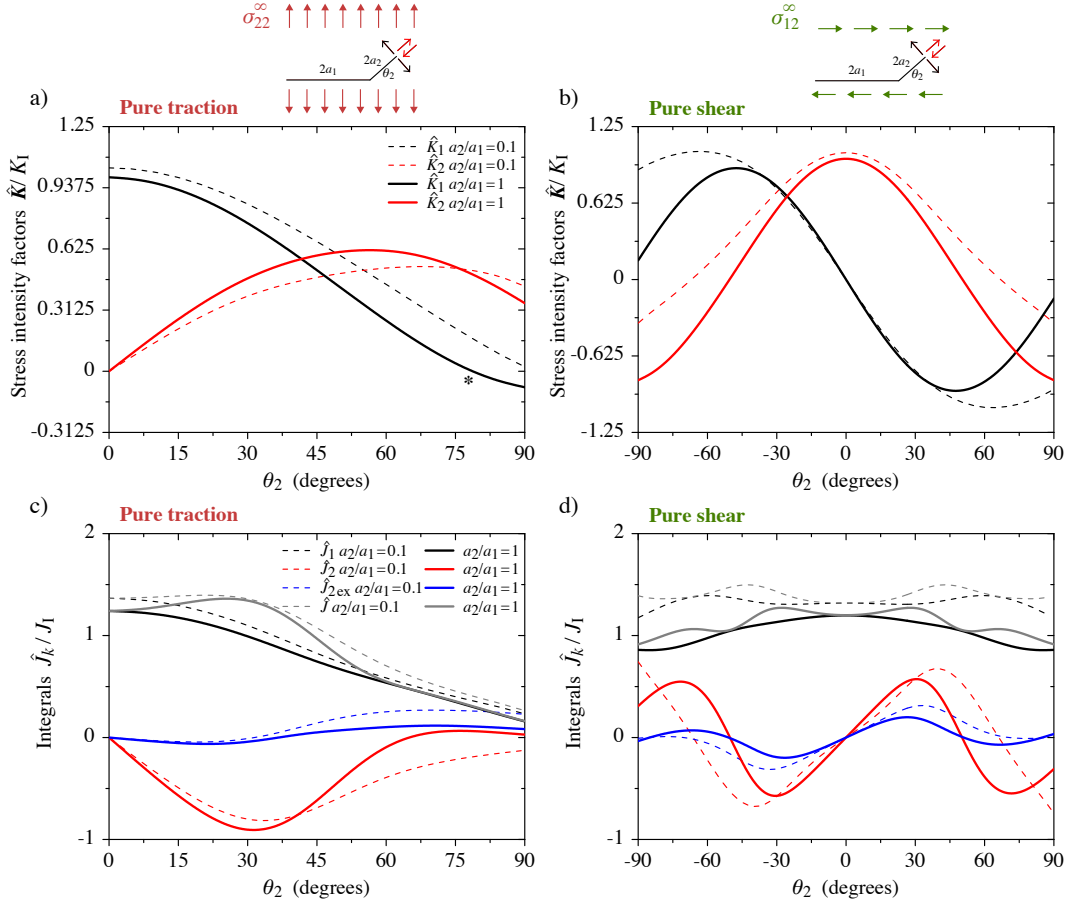 σ∞22
σ∞12
2a1
2a2
θ2
2a1
2a2
θ2
a)
Pure traction
b)
Pure shear
K̂1 a2/a1=0.1
K̂2 a2/a1=0.1
K̂1 a2/a1=1
K̂2 a2/a1=1
Stress intensity factors K̂/ KI
1.25
0.9375
0.625
0.3125
0
-0.3125
*
0 15 30 45 60 75 90
θ2 (degrees)
Stress intensity factors K̂/ KI
1.25
0.625
0
-0.625
-1.25
-90 -60 -30 0 30 60 90
θ2 (degrees)
c)
Pure traction
d)
Pure shear
Ĵ1 a2/a1=0.1 a2/a1=1
Ĵ2 a2/a1=0.1 a2/a1=1
Ĵ2ex a2/a1=0.1 a2/a1=1
Ĵ a2/a1=0.1 a2/a1=1
Integrals Ĵk / JI
2
1
0
-1
0 15 30 45 60 75 90
θ2 (degrees)
Integrals Ĵk / JI
2
1
0
-1
-90 -60 -30 0 30 60 90
θ2 (degrees)